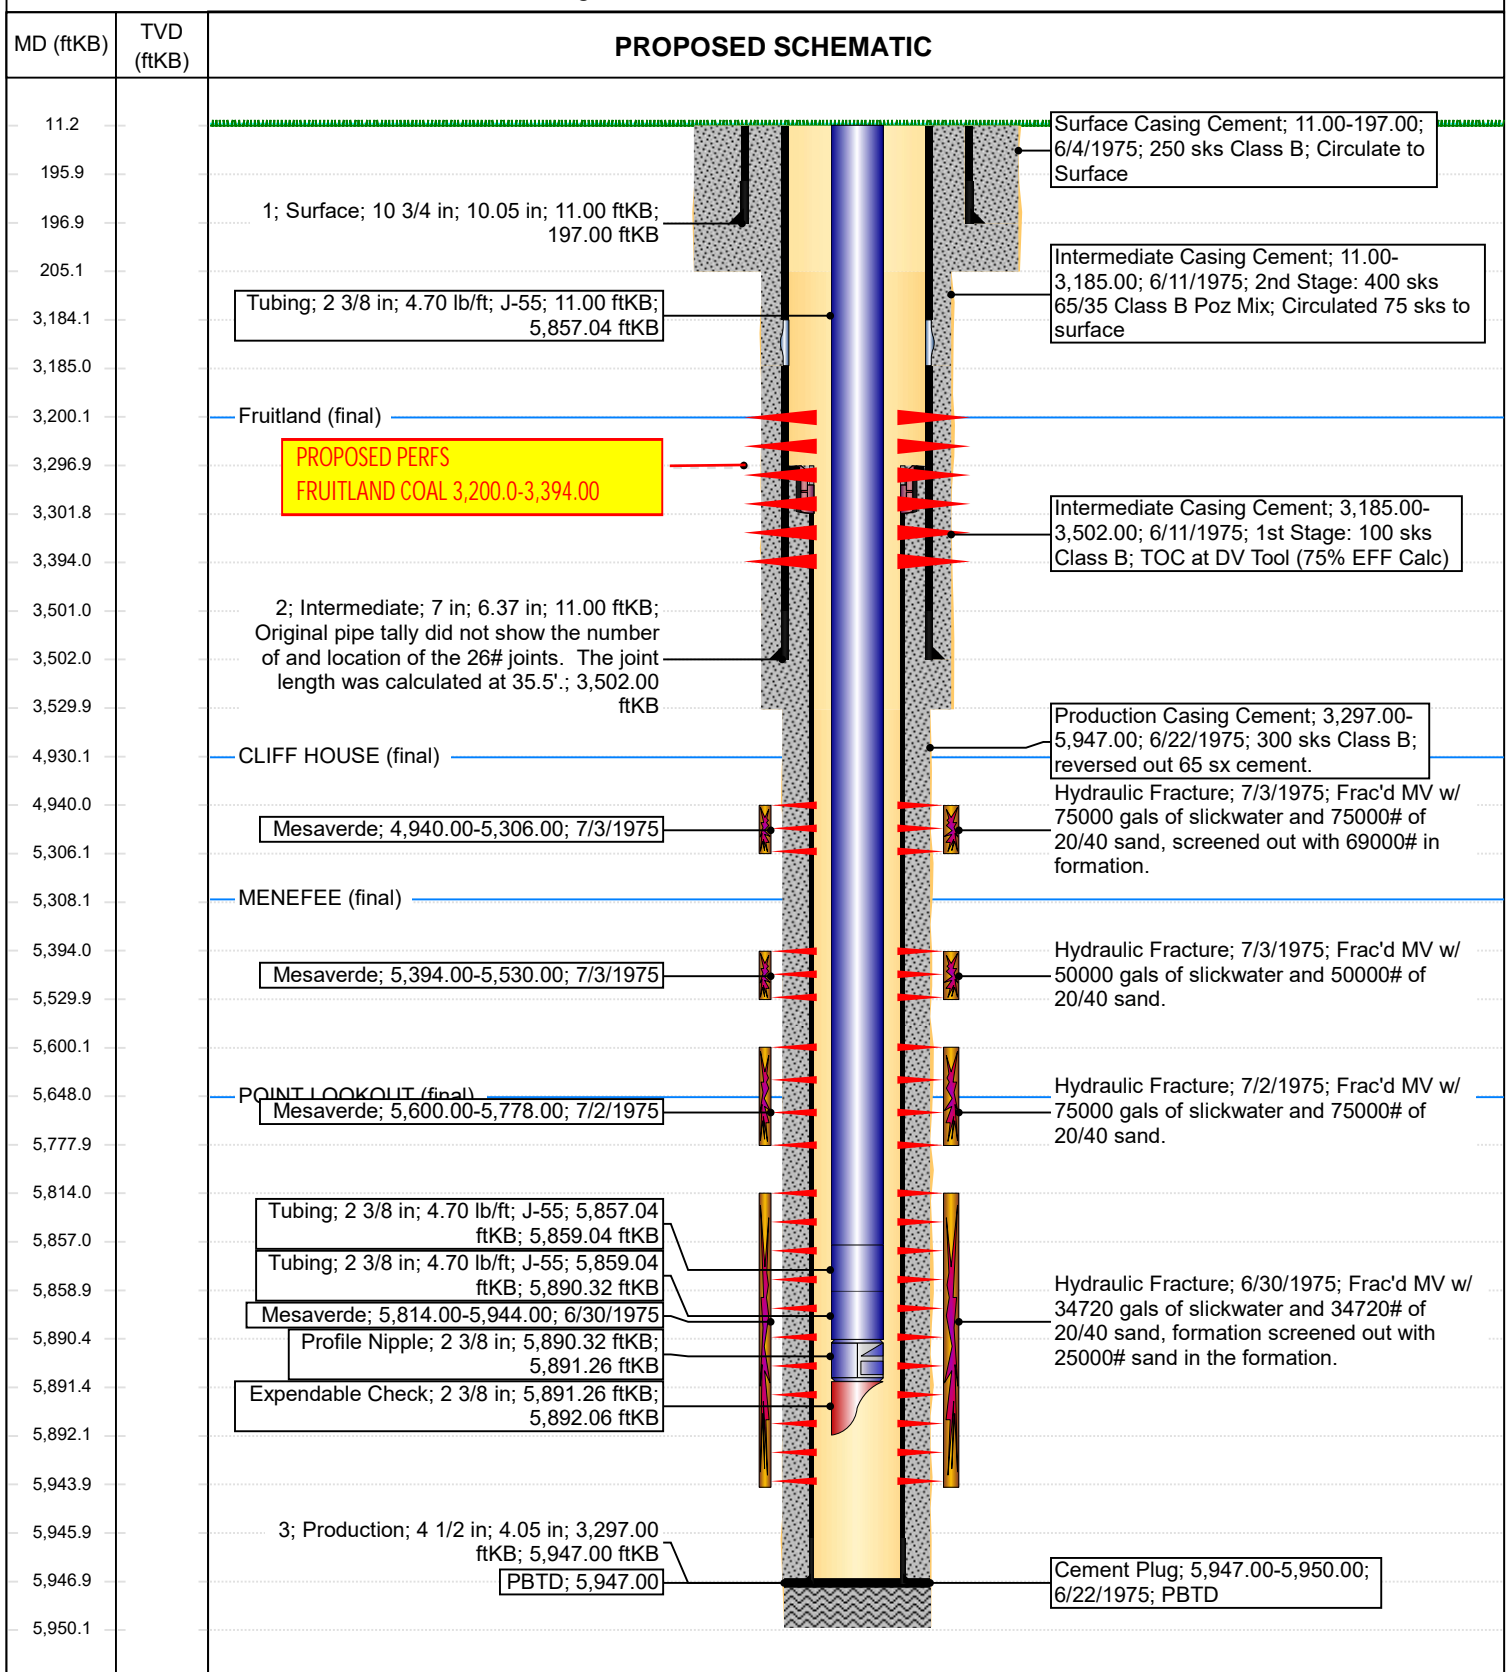 MD (ftKB)
TVD
(ftKB)
PROPOSED SCHEMATIC
11.2
195.9
196.9
205.1
3,184.1
3,185.0
3,200.1
3,296.9
3,301.8
3,394.0
3,501.0
3,502.0
3,529.9
4,930.1
4,940.0
5,306.1
5,308.1
5,394.0
5,529.9
5,600.1
5,648.0
5,777.9
5,814.0
5,857.0
5,858.9
5,890.4
5,891.4
5,892.1
5,943.9
5,945.9
5,946.9
5,950.1
1; Surface; 10 3/4 in; 10.05 in; 11.00 ftKB;
197.00 ftKB
Tubing; 2 3/8 in; 4.70 lb/ft; J-55; 11.00 ftKB;
5,857.04 ftKB
Fruitland (final)
PROPOSED PERFS
FRUITLAND COAL 3,200.0-3,394.00
2; Intermediate; 7 in; 6.37 in; 11.00 ftKB;
Original pipe tally did not show the number
of and location of the 26# joints. The joint
length was calculated at 35.5'.; 3,502.00
ftKB
CLIFF HOUSE (final)
Mesaverde; 4,940.00-5,306.00; 7/3/1975
MENEFEE (final)
Mesaverde; 5,394.00-5,530.00; 7/3/1975
POINT LOOKOUT (final)
Mesaverde; 5,600.00-5,778.00; 7/2/1975
Tubing; 2 3/8 in; 4.70 lb/ft; J-55; 5,857.04
ftKB; 5,859.04 ftKB
Tubing; 2 3/8 in; 4.70 lb/ft; J-55; 5,859.04
ftKB; 5,890.32 ftKB
Mesaverde; 5,814.00-5,944.00; 6/30/1975
Profile Nipple; 2 3/8 in; 5,890.32 ftKB;
5,891.26 ftKB
Expendable Check; 2 3/8 in; 5,891.26 ftKB;
5,892.06 ftKB
3; Production; 4 1/2 in; 4.05 in; 3,297.00
ftKB; 5,947.00 ftKB
PBTD; 5,947.00
Surface Casing Cement; 11.00-197.00;
6/4/1975; 250 sks Class B; Circulate to
Surface
Intermediate Casing Cement; 11.00-
3,185.00; 6/11/1975; 2nd Stage: 400 sks
65/35 Class B Poz Mix; Circulated 75 sks to
surface
Intermediate Casing Cement; 3,185.00-
3,502.00; 6/11/1975; 1st Stage: 100 sks
Class B; TOC at DV Tool (75% EFF Calc)
Production Casing Cement; 3,297.00-
5,947.00; 6/22/1975; 300 sks Class B;
reversed out 65 sx cement.
Hydraulic Fracture; 7/3/1975; Frac'd MV w/
75000 gals of slickwater and 75000# of
20/40 sand, screened out with 69000# in
formation.
Hydraulic Fracture; 7/3/1975; Frac'd MV w/
50000 gals of slickwater and 50000# of
20/40 sand.
Hydraulic Fracture; 7/2/1975; Frac'd MV w/
75000 gals of slickwater and 75000# of
20/40 sand.
Hydraulic Fracture; 6/30/1975; Frac'd MV w/
34720 gals of slickwater and 34720# of
20/40 sand, formation screened out with
25000# sand in the formation.
Cement Plug; 5,947.00-5,950.00;
6/22/1975; PBTD